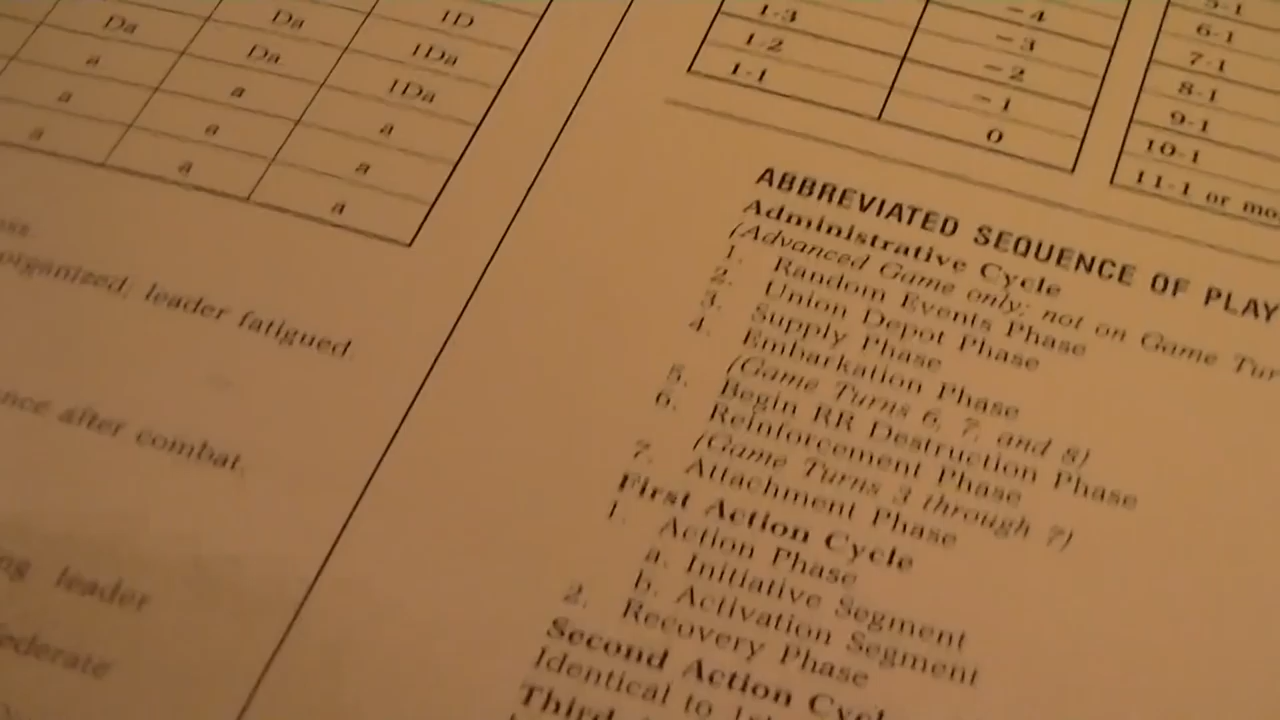 Da Da 1D
a Da 1Da
a a 1Da
a a a
a a
a
organized; leader fatigued.
after combat.
leader
1-3 -4
1-2 -3
1-1 -2
-1
0
6-1
7-1
8-1
9-1
10-1
11-1 or
ABBREVIATED SEQUENCE OF PLAY
Administrative Cycle
(Advanced Game only; not on Game
1. Random Events Phase
2. Union Depot Phase
3. Supply Phase
4. Embarkation Phase
(Game Turns 6, 7, and 8)
5. Begin RR Destruction Phase
6. Reinforcement Phase
(Game Turns 3 through 7)
7. Attachment Phase
First Action Cycle
1. Action Phase
a. Initiative Segment
b. Activation Segment
2. Recovery Phase
Second Action
Identical to
Third